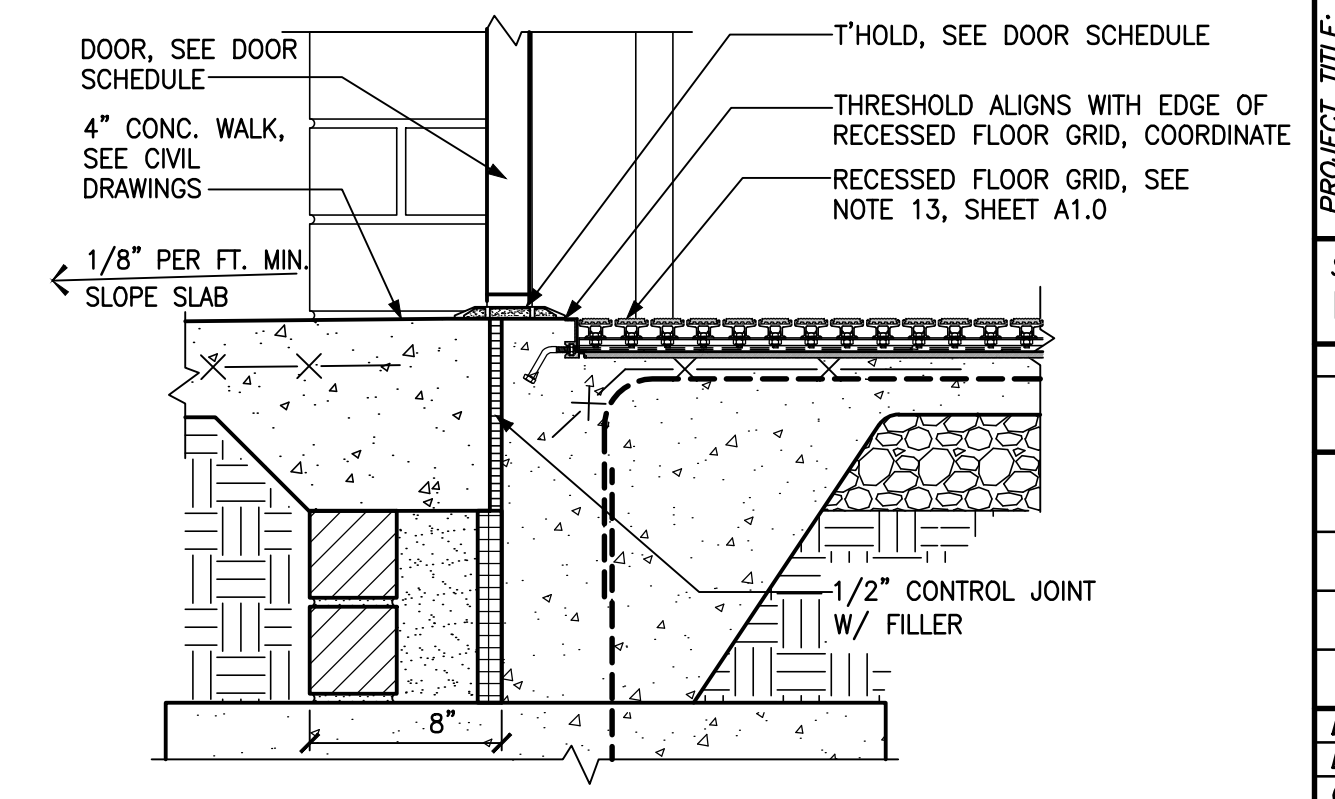 DOOR, SEE DOOR
SCHEDULE
4" CONC. WALK,
SEE CIVIL
DRAWINGS
1/8" PER FT. MIN.
SLOPE SLAB
T'HOLD, SEE DOOR SCHEDULE
THRESHOLD ALIGNS WITH EDGE OF
RECESSED FLOOR GRID, COORDINATE
RECESSED FLOOR GRID, SEE
NOTE 13, SHEET A1.0
1/2" CONTROL JOINT
W/ FILLER
8"
PROJECT TITLE: